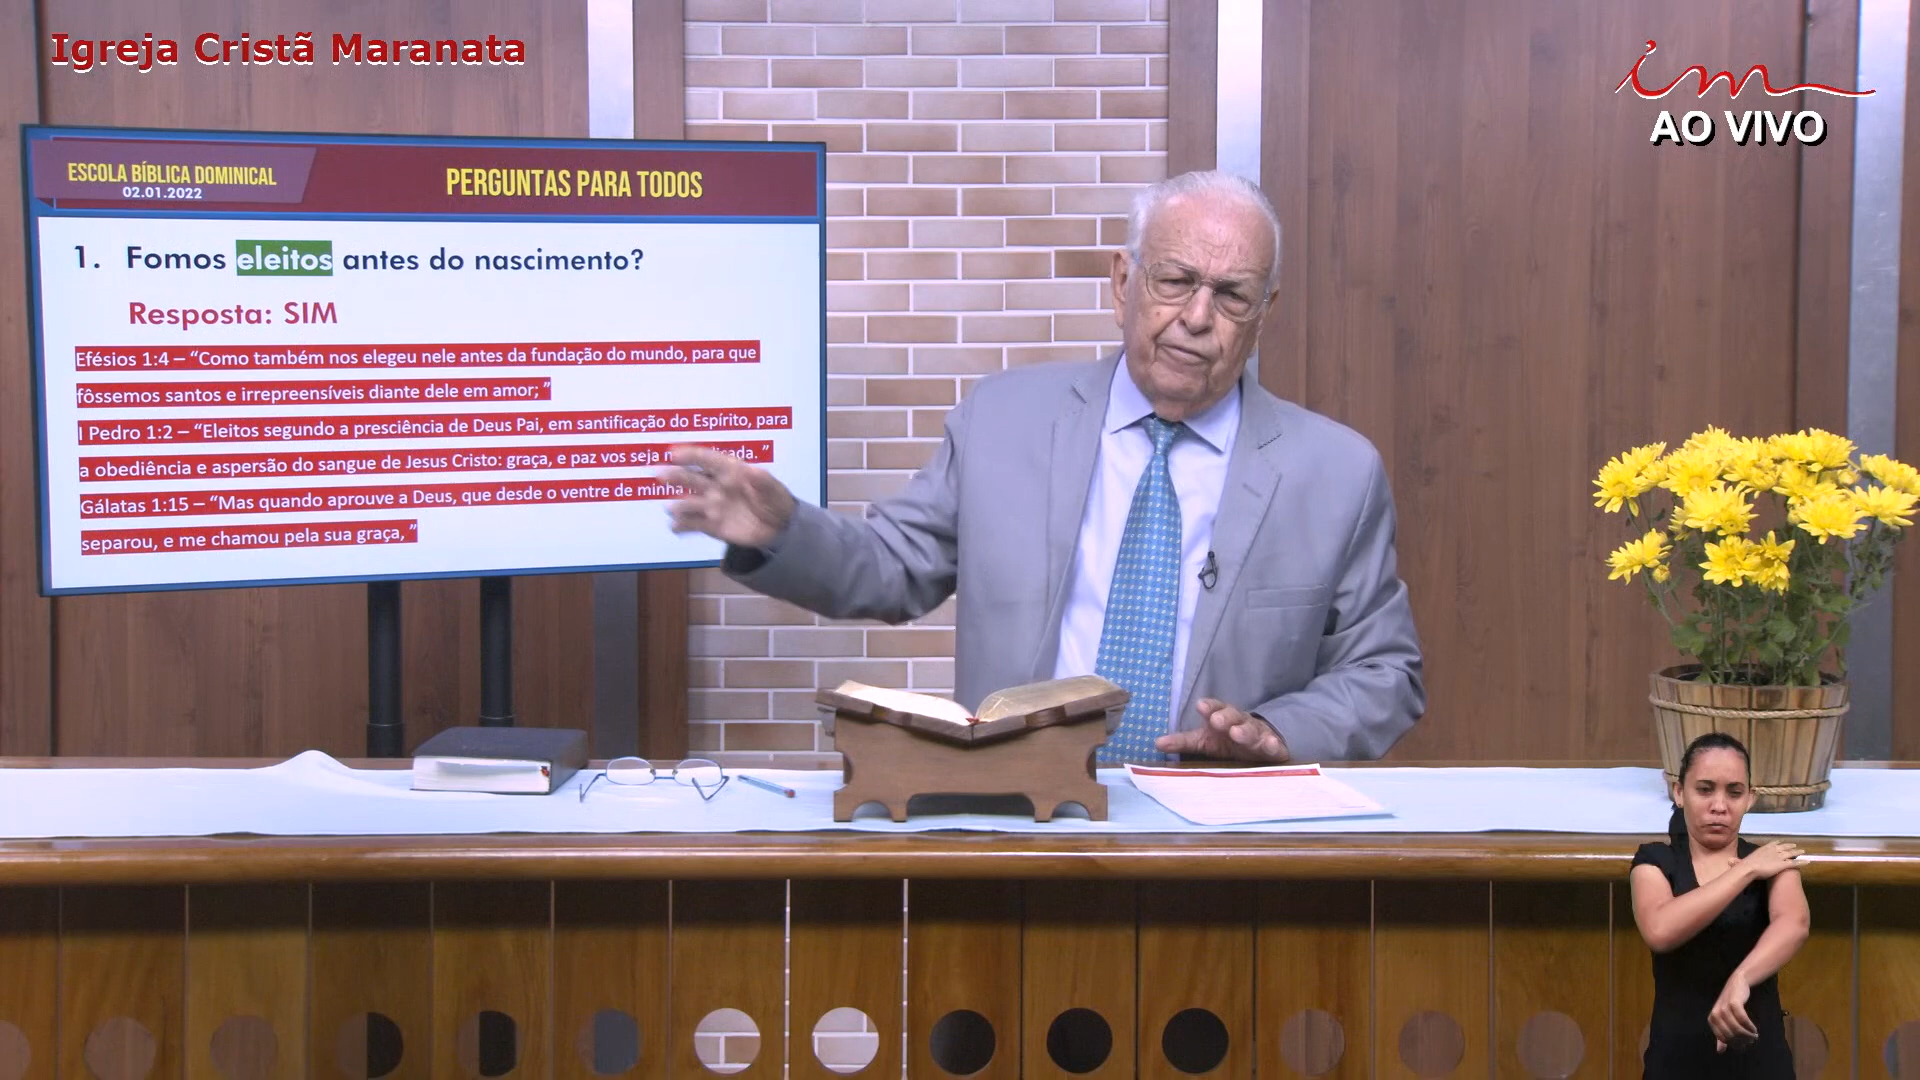 Igreja Cristã Maranata
im
AO VIVO
ESCOLA BÍBLICA DOMINICAL
02.01.2022
PERGUNTAS PARA TODOS
1. Fomos eleitos antes do nascimento?
Resposta: SIM
Efésios 1:4 – “Como também nos elegeu nele antes da fundação do mundo, para que
fôssemos santos e irrepreensíveis diante dele em amor; ”
I Pedro 1:2 – “Eleitos segundo a presciência de Deus Pai, em santificação do Espírito, para
a obediência e aspersão do sangue de Jesus Cristo: graça, e paz vos seja ”
Gálatas 1:15 – “Mas quando aprouve a Deus, que desde o ventre de minha
separou, e me chamou pela sua graça, ”